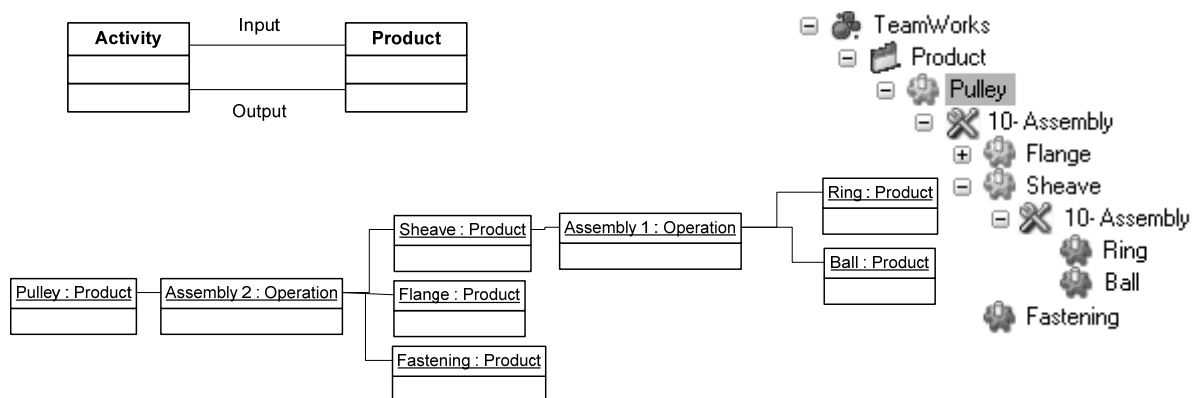 Activity
Input
Product
Output
TeamWorks
Product
Pulley
10- Assembly
Flange
Sheave
10- Assembly
Ring
Ball
Fastening
Pulley : Product
Assembly 2 : Operation
Sheave : Product
Flange : Product
Fastening : Product
Assembly 1 : Operation
Ring : Product
Ball : Product